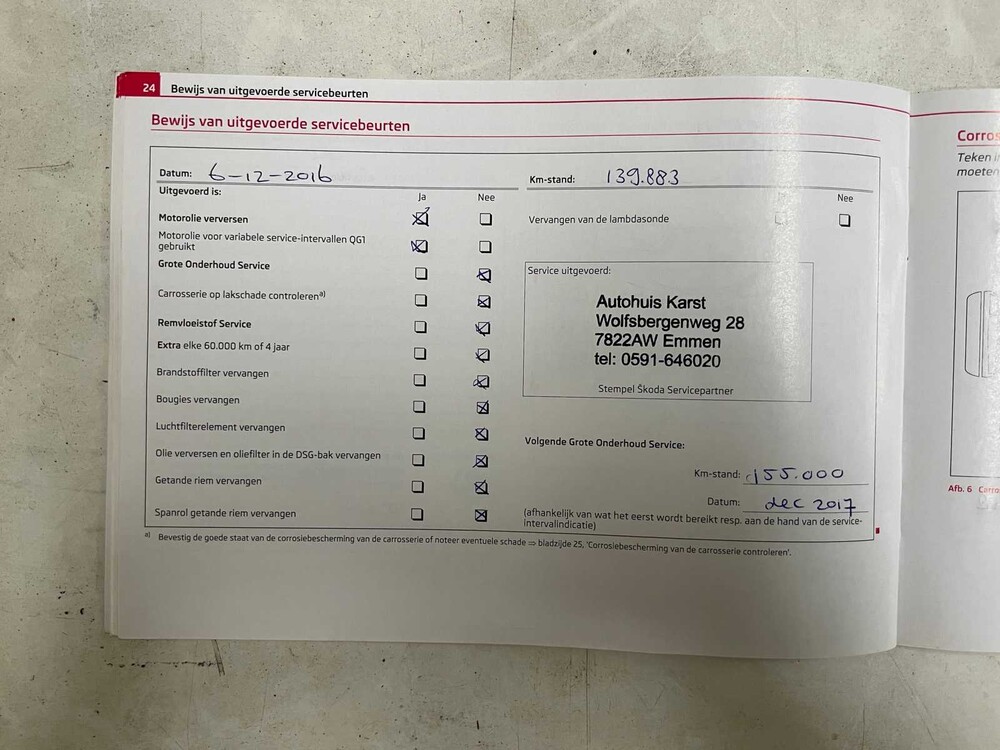 24 Bewijs van uitgevoerde servicebeurten
Bewijs van uitgevoerde servicebeurten
Datum: 6-12-2016
Km-stand: 139.883
Uitgevoerd is:
Ja Nee
Nee
Motorolie verversen
Vervangen van de lambdasonde
Motorolie voor variabele service-intervallen QG1
gebruikt
Grote Onderhoud Service
Carrosserie op lakschade controleren a)
Remvloeistof Service
Extra elke 60.000 km of 4 jaar
Brandstoffilter vervangen
Bougies vervangen
Luchtfilterelement vervangen
Olie verversen en oliefilter in de DSG-bak vervangen
Getande riem vervangen
Spanrol getande riem vervangen
Service uitgevoerd:
Autohuis Karst
Wolfsbergenweg 28
7822AW Emmen
tel: 0591-646020
Stempel Škoda Servicepartner
Volgende Grote Onderhoud Service:
Km-stand: 155.000
Datum: dec 2017
(afhankelijk van wat het eerst wordt bereikt resp. aan de hand van de service-
intervalindicatie)
a) Bevestig de goede staat van de corrosiebescherming van de carrosserie of noteer eventuele schade ⇒ bladzijde 25, 'Corrosiebescherming van de carrosserie controleren'.
Corros
Teken i
moeten
Afb. 6 Corro